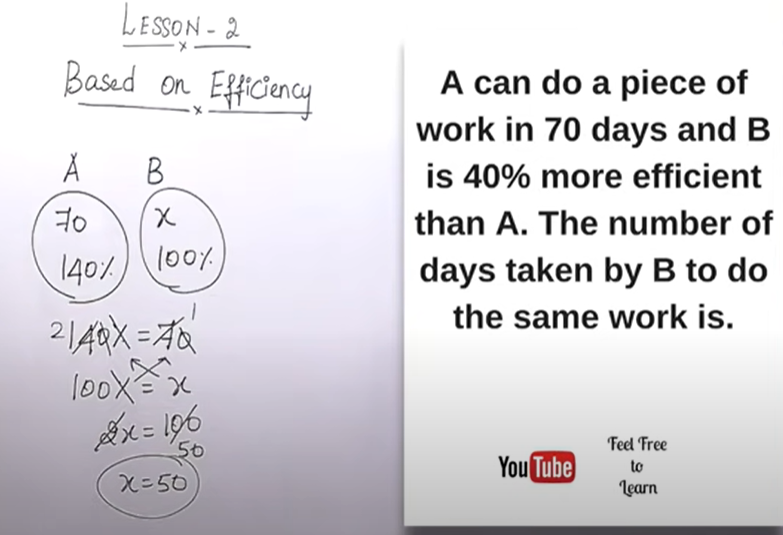 LESSON - 2
Based on Efficiency
A B
70 x
140% 100%
2 140X = 70 1
100X = x
2x = 100
50
x = 50
A can do a piece of
work in 70 days and B
is 40% more efficient
than A. The number of
days taken by B to do
the same work is.
YouTube
Feel Free
to
Learn